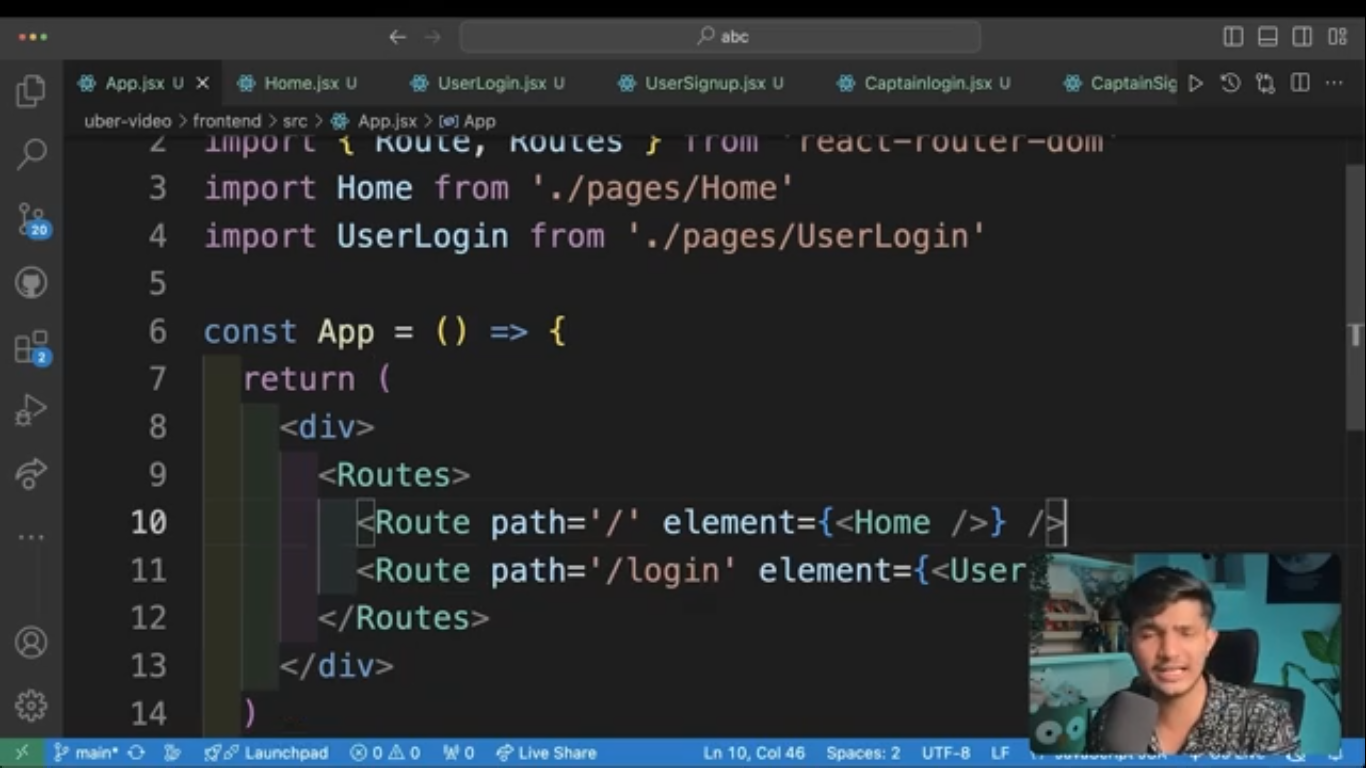 abc
App.jsx U Home.jsx U UserLogin.jsx U UserSignup.jsx U Captainlogin.jsx U CaptainSig
uber-video > frontend > src > App.jsx > App
2 import { Route, Routes } from 'react-router-dom'
3 import Home from './pages/Home'
4 import UserLogin from './pages/UserLogin'
5
6 const App = () => {
7 return (
8 <div>
9 <Routes>
10 <Route path='/' element={<Home />} />
11 <Route path='/login' element={<User
12 </Routes>
13 </div>
14 )
20
2
main* Launchpad 0 0 0 Live Share Ln 10, Col 46 Spaces: 2 UTF-8 LF